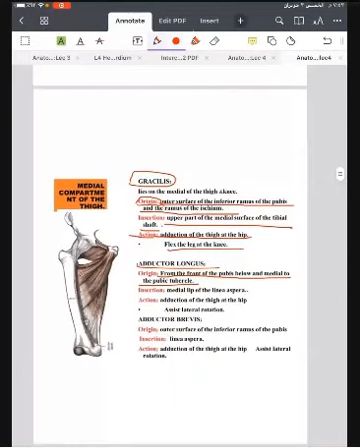 Annotate
Edit PDF
Insert
Anato...Lec 3
L4 H...rdium
Inter...2 PDF
Anato...Lec 4
Anato...lec4
MEDIAL
COMPARTME
NT OF THE
THIGH.
GRACILIS:
lies on the medial of the thigh &knee.
Origin: outer surface of the inferior ramus of the pubis
and the ramus of the ischium.
Insertion: upper part of the medial surface of the tibial
shaft.
Action: adduction of the thigh at the hip.
• Flex the leg at the knee.
ADDUCTOR LONGUS:
Origin: From the front of the pubis below and medial to
the pubic tubercle.
Insertion: medial lip of the linea aspera..
Action: adduction of the thigh at the hip
• Assist lateral rotation.
ADDUCTOR BREVIS:
Origin: outer surface of the inferior ramus of the pubis
Insertion: linea aspera.
Action: adduction of the thigh at the hip Assist lateral
rotation.